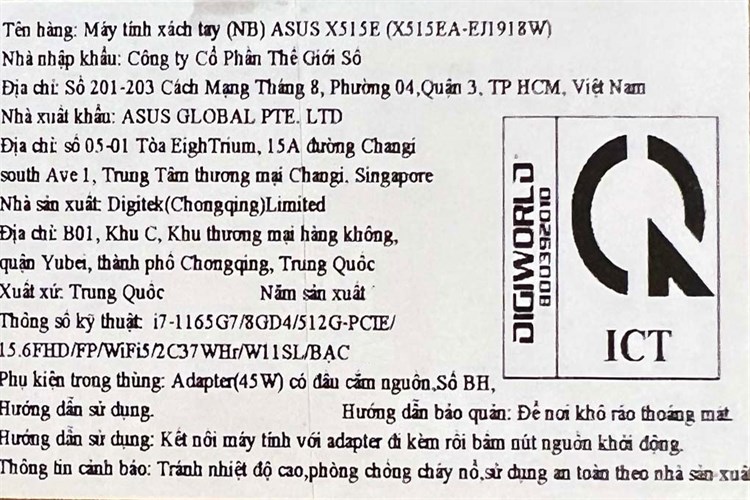 Tên hàng: Máy tính xách tay (NB) ASUS X515E (X515EA-EJ1918W)
Nhà nhập khẩu: Công ty Cổ Phần Thế Giới Số
Địa chỉ: Số 201-203 Cách Mạng Tháng 8, Phường 04,Quận 3, TP HCM, Việt Nam
Nhà xuất khẩu: ASUS GLOBAL PTE. LTD
Địa chỉ: số 05-01 Tòa EighTrium, 15A đường Changi
south Ave 1, Trung Tâm thương mại Changi. Singapore
Nhà sản xuất: Digitek(Chongqing)Limited
Địa chỉ: B01, Khu C, Khu thương mại hàng không,
quận Yubei, thành phố Chongqing, Trung Quốc
Xuất xứ: Trung Quốc Năm sản xuất
Thông số kỹ thuật: i7-1165G7/8GD4/512G-PCIE/
15.6FHD/FP/WiFi5/2C37WHr/W11SL/BẠC
Phụ kiện trong thùng: Adapter(45W) có đầu cắm nguồn,Sổ BH,
Hướng dẫn sử dụng. Hướng dẫn bảo quản: Để nơi khô ráo thoáng mát
Hướng dẫn sử dụng: Kết nối máy tính với adapter đi kèm rồi bấm nút nguồn khởi động.
Thông tin cảnh báo: Tránh nhiệt độ cao,phòng chống cháy nổ,sử dụng an toàn theo nhà sản xuất
DIGIWORLD
ICT